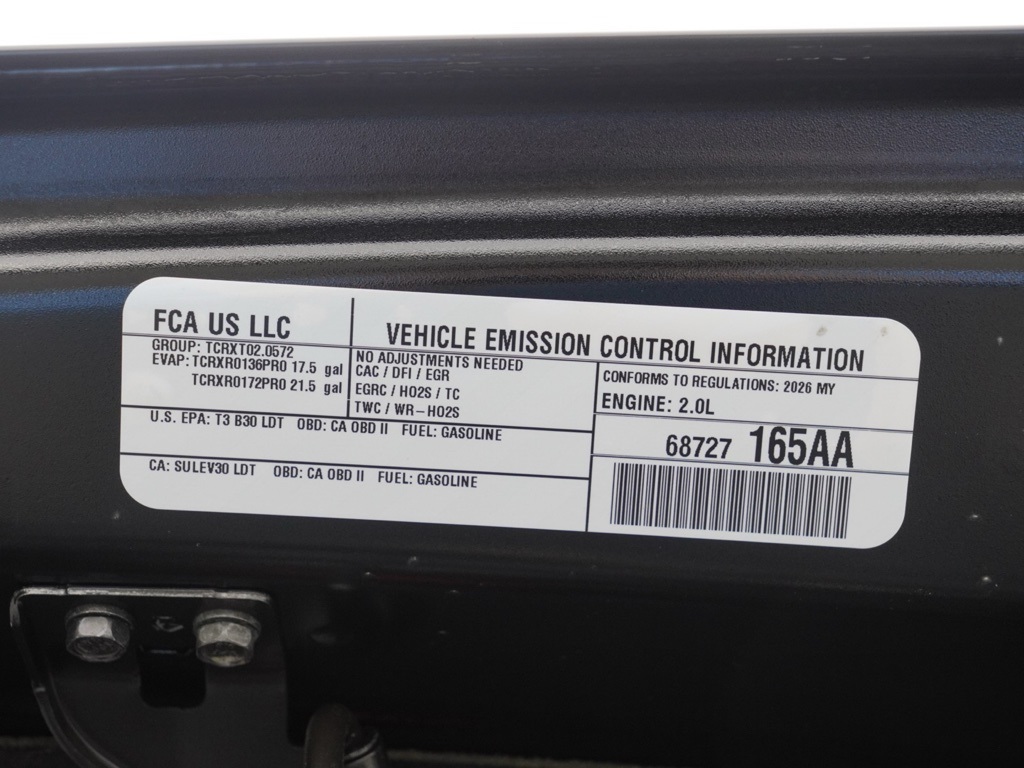 FCA US LLC
GROUP: TCRXT02.0572
EVAP: TCRXR0136PR0 17.5 gal
TCRXR0172PR0 21.5 gal
VEHICLE EMISSION CONTROL INFORMATION
NO ADJUSTMENTS NEEDED
CAC / DFI / EGR
EGRC / HO2S / TC
TWC / WR-HO2S
CONFORMS TO REGULATIONS: 2026 MY
ENGINE: 2.0L
U.S. EPA: T3 B30 LDT OBD: CA OBD II FUEL: GASOLINE
CA: SULEV30 LDT OBD: CA OBD II FUEL: GASOLINE
68727 165AA